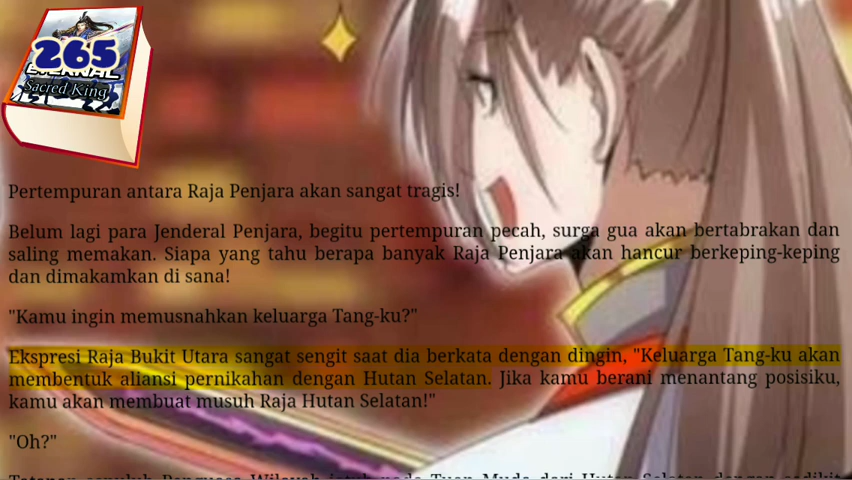 265
ETERNAL
Sacred King
Pertempuran antara Raja Penjara akan sangat tragis!
Belum lagi para Jenderal Penjara, begitu pertempuran pecah, surga gua akan bertabrakan dan
saling memakan. Siapa yang tahu berapa banyak Raja Penjara akan hancur berkeping-keping
dan dimakamkan di sana!
"Kamu ingin memusnahkan keluarga Tang-ku?"
Ekspresi Raja Bukit Utara sangat sengit saat dia berkata dengan dingin, "Keluarga Tang-ku akan
membentuk aliansi pernikahan dengan Hutan Selatan. Jika kamu berani menantang posisiku,
kamu akan membuat musuh Raja Hutan Selatan!"
"Oh?"